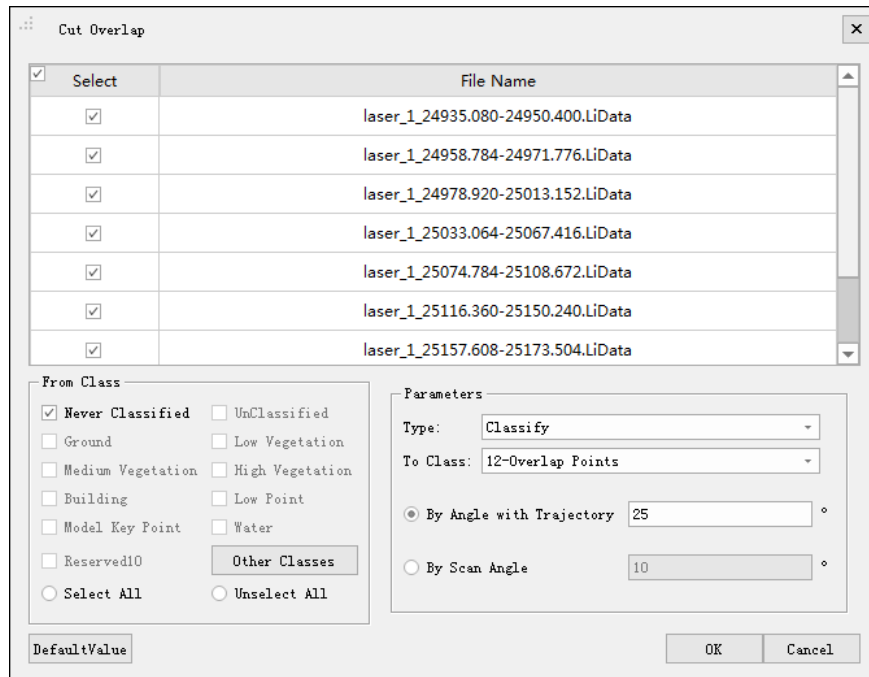 Cut Overlap
Select File Name
laser_1_24935.080-24950.400.LiData
laser_1_24958.784-24971.776.LiData
laser_1_24978.920-25013.152.LiData
laser_1_25033.064-25067.416.LiData
laser_1_25074.784-25108.672.LiData
laser_1_25116.360-25150.240.LiData
laser_1_25157.608-25173.504.LiData
From Class
Never Classified UnClassified
Ground Low Vegetation
Medium Vegetation High Vegetation
Building Low Point
Model Key Point Water
Reserved10 Other Classes
Select All Unselect All
Parameters
Type: Classify
To Class: 12-Overlap Points
By Angle with Trajectory 25 °
By Scan Angle 10 °
DefaultValue OK Cancel